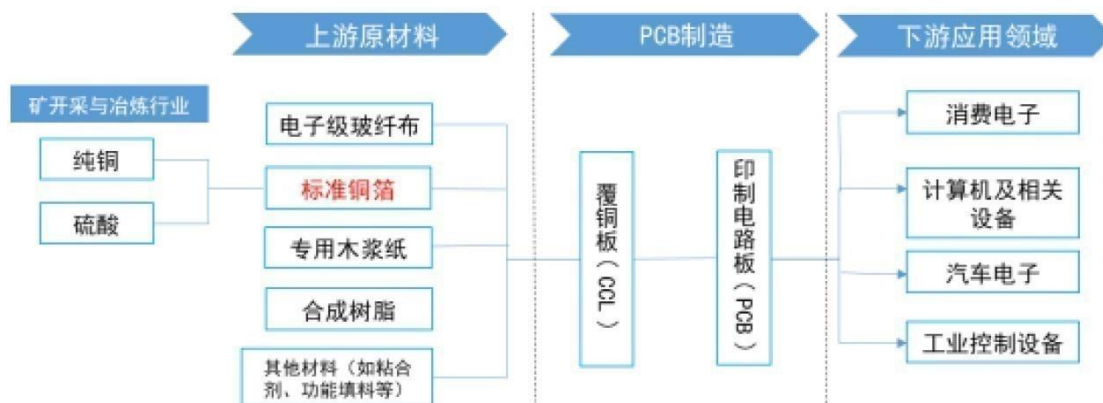 上游原材料
PCB制造
下游应用领域
矿开采与冶炼行业
纯铜
硫酸
电子级玻纤布
标准铜箔
专用木浆纸
合成树脂
其他材料（如粘合
剂、功能填料等）
覆铜板（CCL）
印制电路板（PCB）
消费电子
计算机及相关
设备
汽车电子
工业控制设备